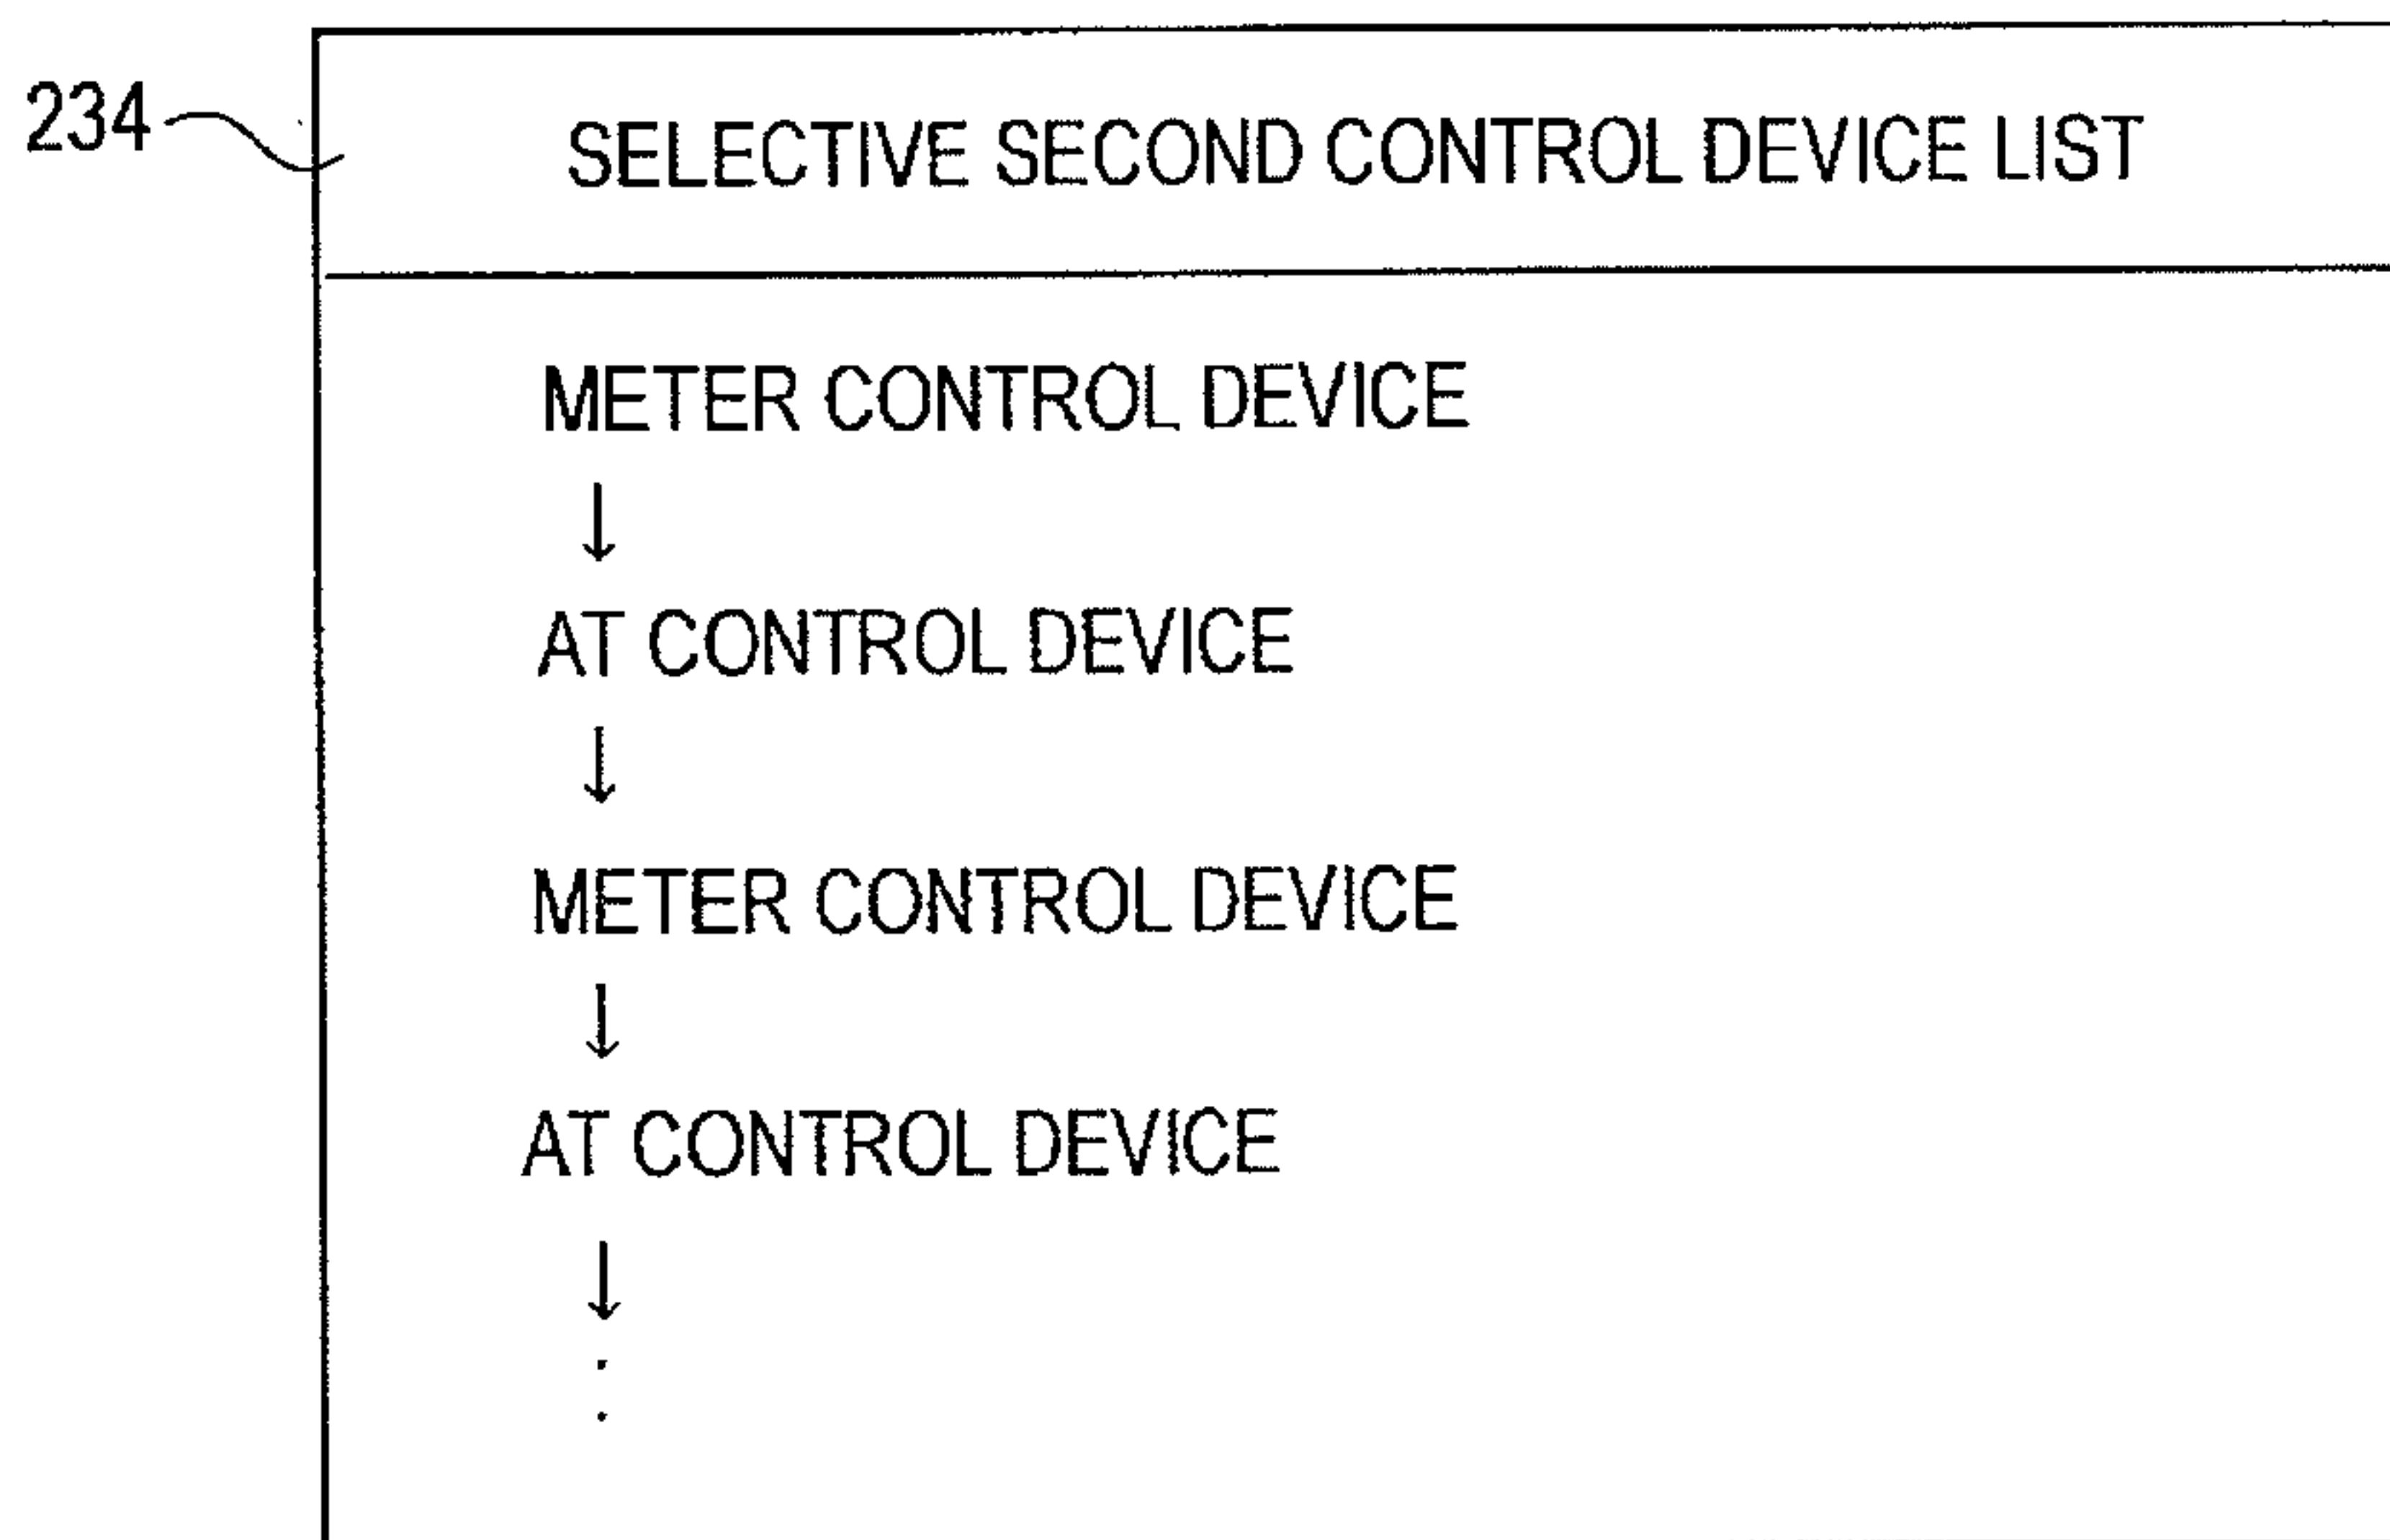 234
SELECTIVE SECOND CONTROL DEVICE LIST
METER CONTROL DEVICE
↓
AT CONTROL DEVICE
↓
METER CONTROL DEVICE
↓
AT CONTROL DEVICE
↓
: